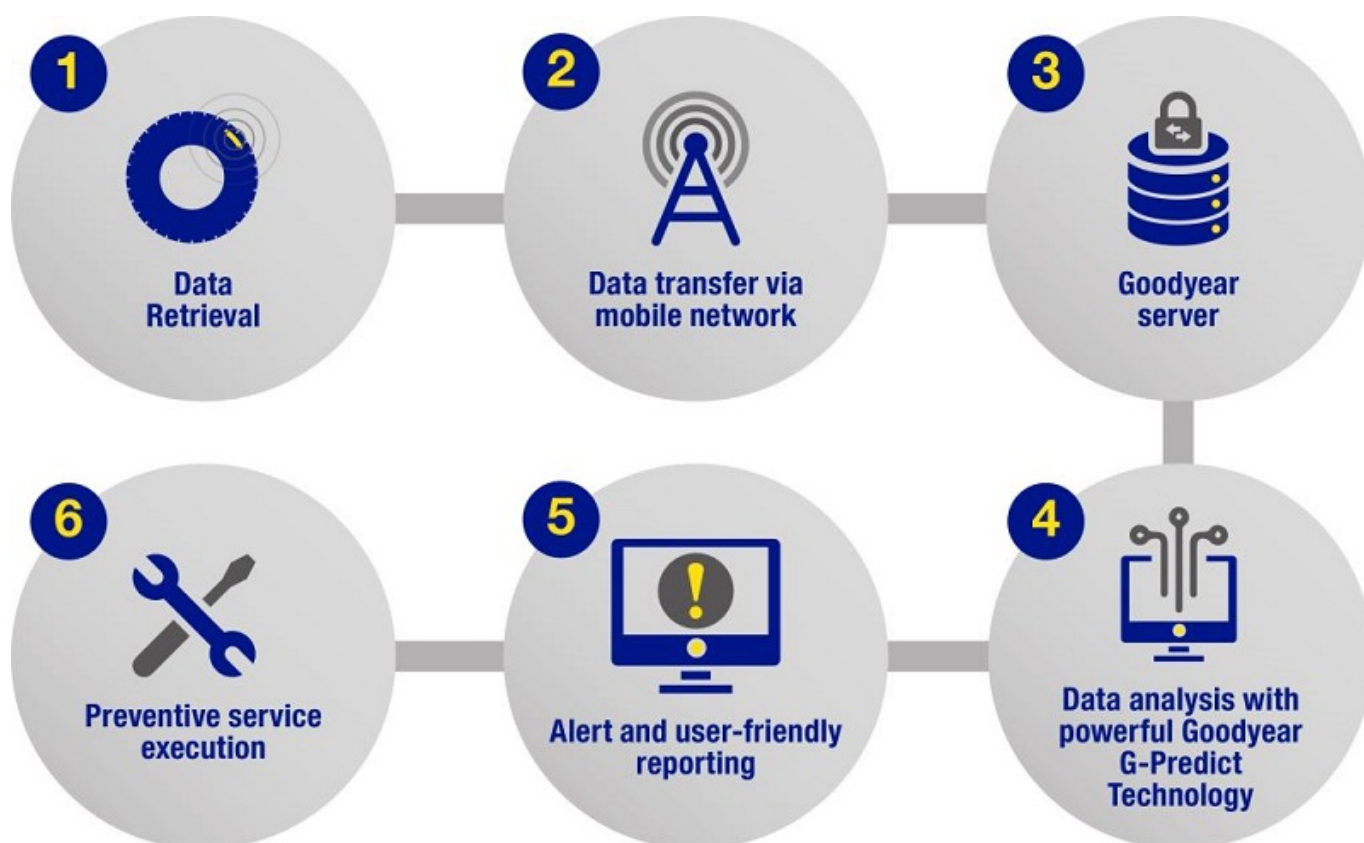 1
Data
Retrieval
2
Data transfer via
mobile network
3
Goodyear
server
4
Data analysis with
powerful Goodyear
G-Predict
Technology
5
!
Alert and user-friendly
reporting
6
Preventive service
execution